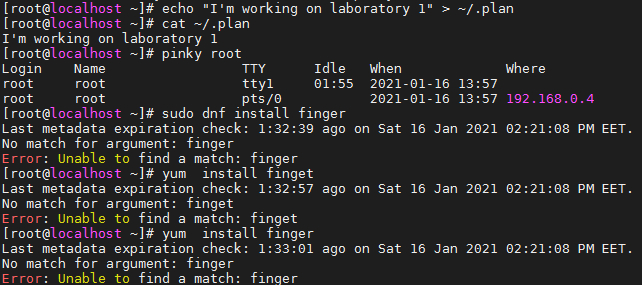 [root@localhost ~]# echo "I'm working on laboratory 1" > ~/.plan
[root@localhost ~]# cat ~/.plan
I'm working on laboratory 1
[root@localhost ~]# pinky root
Login    Name                 TTY      Idle   When             Where
root     root                 tty1     01:55  2021-01-16 13:57
root     root                 pts/0           2021-01-16 13:57 192.168.0.4
[root@localhost ~]# sudo dnf install finger
Last metadata expiration check: 1:32:39 ago on Sat 16 Jan 2021 02:21:08 PM EET.
No match for argument: finger
Error: Unable to find a match: finger
[root@localhost ~]# yum  install finget
Last metadata expiration check: 1:32:57 ago on Sat 16 Jan 2021 02:21:08 PM EET.
No match for argument: finget
Error: Unable to find a match: finget
[root@localhost ~]# yum  install finger
Last metadata expiration check: 1:33:01 ago on Sat 16 Jan 2021 02:21:08 PM EET.
No match for argument: finger
Error: Unable to find a match: finger